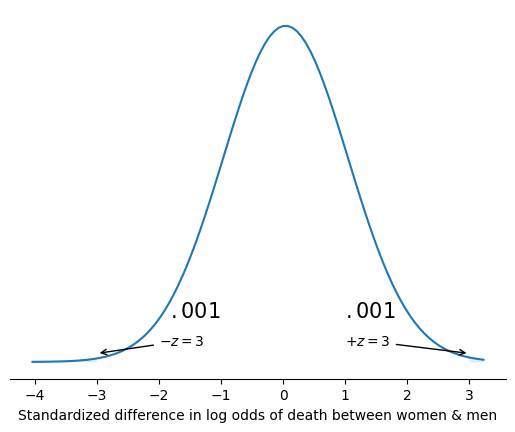 .001 .001
−z = 3 +z = 3
−4 −3 −2 −1 0 1 2 3
Standardized difference in log odds of death between women & men